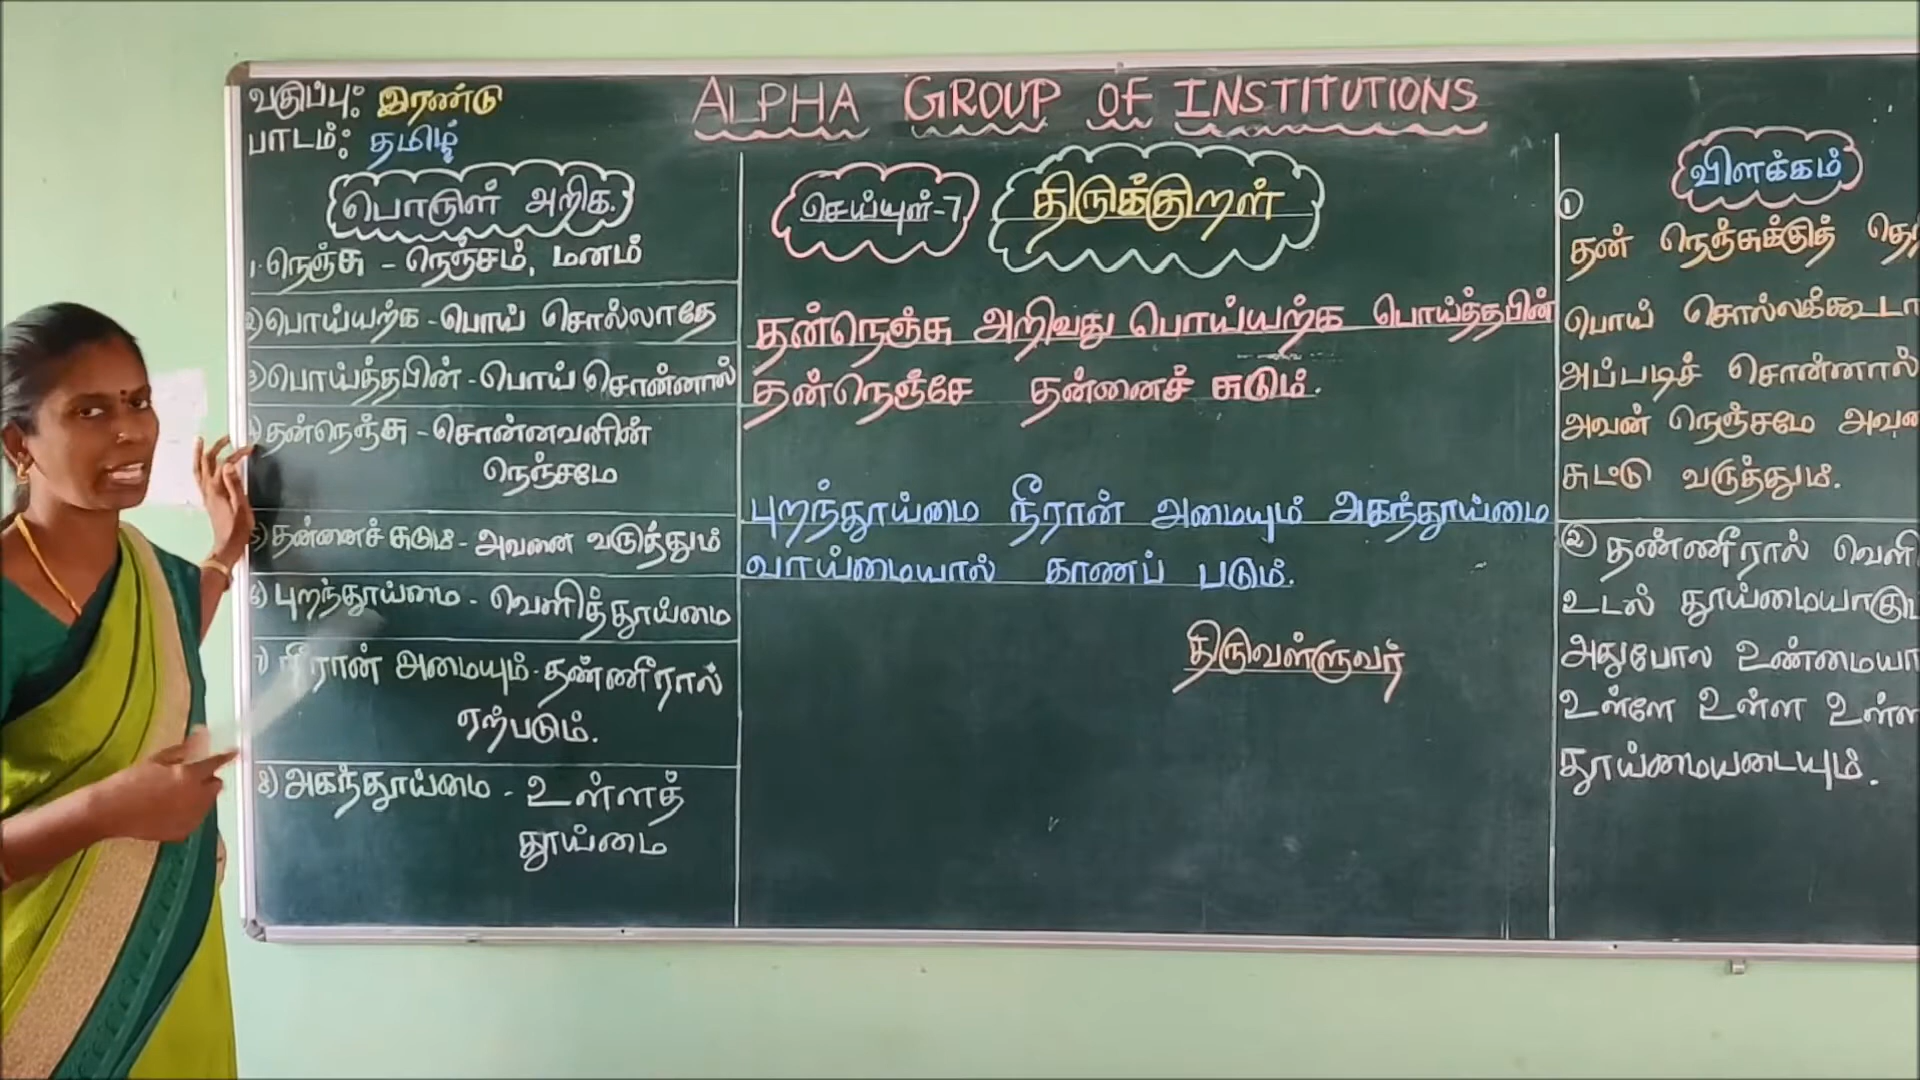 வகுப்பு: இரண்டு
பாடம்: தமிழ்
ALPHA GROUP OF INSTITUTIONS
பொருள் அறிக.
1. நெஞ்சு - நெஞ்சம், மனம்
2) பொய்யற்க - பொய் சொல்லாதே
3) பொய்த்தபின் - பொய் சொன்னால்
4) தன்நெஞ்சு - சொன்னவனின்
நெஞ்சமே
5) தன்னைச் சுடும் - அவனை வருத்தும்
6) புறந்தூய்மை - வெளித்தூய்மை
7) நீரான் அமையும் - தண்ணீரால்
ஏற்படும்.
8) அகந்தூய்மை - உள்ளத்
தூய்மை
செய்யுள்-7
திருக்குறள்
தன்நெஞ்சு அறிவது பொய்யற்க பொய்த்தபின்
தன்நெஞ்சே தன்னைச் சுடும்.
புறந்தூய்மை நீரான் அமையும் அகந்தூய்மை
வாய்மையால் காணப் படும்.
திருவள்ளுவர்
விளக்கம்
①
தன் நெஞ்சுக்குத்
பொய்
அப்படிச் சொன்னால்
அவன் நெஞ்சமே
சுட்டு வருத்தும்.
② தண்ணீரால்
உடல்
அதுபோல
உள்ளே உள்ள
தூய்மையடையும்.